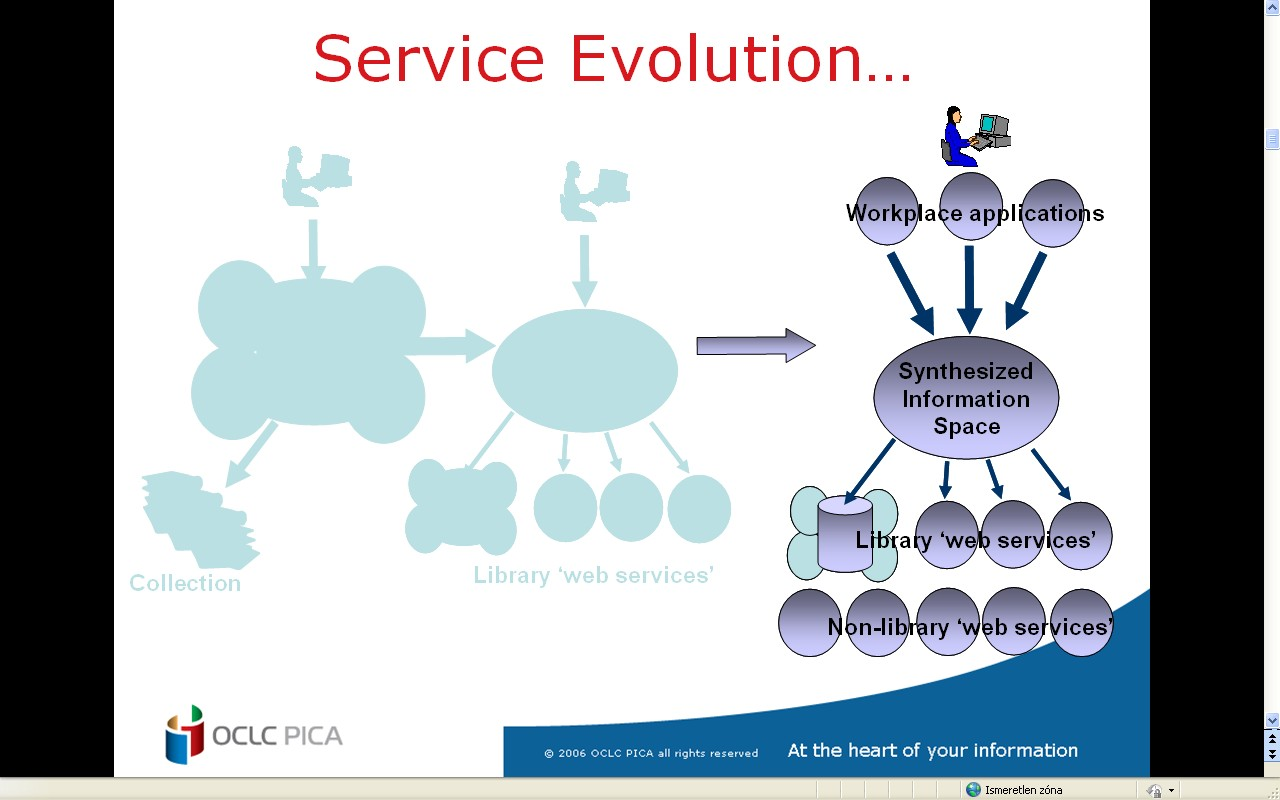 Service Evolution...
Workplace applications
Synthesized
Information
Space
Library ‘web services’
Non-library ‘web services’
Collection
Library ‘web services’
OCLC PICA
© 2006 OCLC PICA all rights reserved
At the heart of your information
Ismeretlen zóna